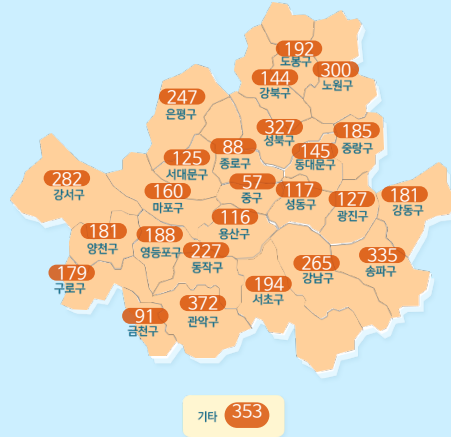 192
도봉구
300
노원구
144
강북구
247
은평구
327
성북구
185
중랑구
88
종로구
145
동대문구
125
서대문구
282
강서구
160
마포구
57
중구
117
성동구
127
광진구
181
강동구
116
용산구
181
양천구
188
영등포구
227
동작구
335
송파구
265
강남구
179
구로구
194
서초구
372
관악구
91
금천구
기타 353